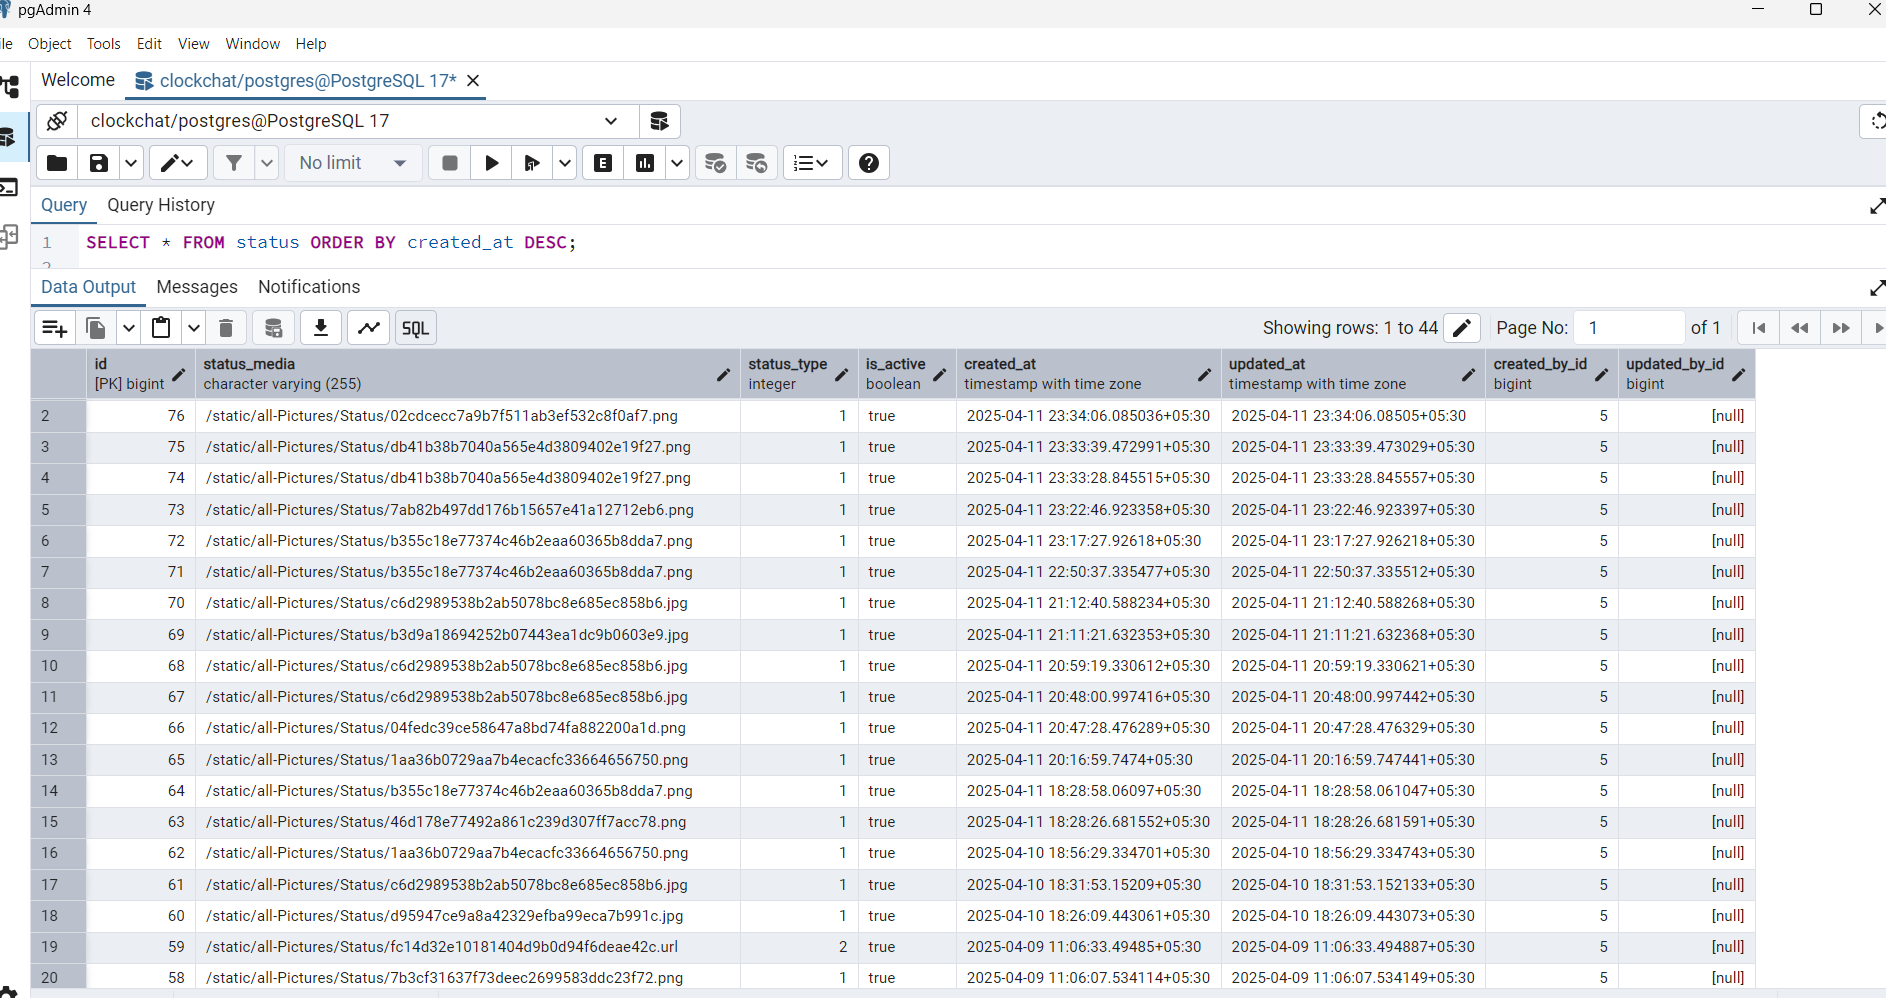 pgAdmin 4
ile Object Tools Edit View Window Help
Welcome clockchat/postgres@PostgreSQL 17*
clockchat/postgres@PostgreSQL 17
No limit
Query Query History
1 SELECT * FROM status ORDER BY created_at DESC;
2
Data Output Messages Notifications
SQL Showing rows: 1 to 44 Page No: 1 of 1
id status_media status_type is_active created_at updated_at created_by_id updated_by_id
[PK] bigint character varying (255) integer boolean timestamp with time zone timestamp with time zone bigint bigint
2 76 /static/all-Pictures/Status/02cdcecc7a9b7f511ab3ef532c8f0af7.png 1 true 2025-04-11 23:34:06.085036+05:30 2025-04-11 23:34:06.08505+05:30 5 [null]
3 75 /static/all-Pictures/Status/db41b38b7040a565e4d3809402e19f27.png 1 true 2025-04-11 23:33:39.472991+05:30 2025-04-11 23:33:39.473029+05:30 5 [null]
4 74 /static/all-Pictures/Status/db41b38b7040a565e4d3809402e19f27.png 1 true 2025-04-11 23:33:28.845515+05:30 2025-04-11 23:33:28.845557+05:30 5 [null]
5 73 /static/all-Pictures/Status/7ab82b497dd176b15657e41a12712eb6.png 1 true 2025-04-11 23:22:46.923358+05:30 2025-04-11 23:22:46.923397+05:30 5 [null]
6 72 /static/all-Pictures/Status/b355c18e77374c46b2eaa60365b8dda7.png 1 true 2025-04-11 23:17:27.92618+05:30 2025-04-11 23:17:27.926218+05:30 5 [null]
7 71 /static/all-Pictures/Status/b355c18e77374c46b2eaa60365b8dda7.png 1 true 2025-04-11 22:50:37.335477+05:30 2025-04-11 22:50:37.335512+05:30 5 [null]
8 70 /static/all-Pictures/Status/c6d2989538b2ab5078bc8e685ec858b6.jpg 1 true 2025-04-11 21:12:40.588234+05:30 2025-04-11 21:12:40.588268+05:30 5 [null]
9 69 /static/all-Pictures/Status/b3d9a18694252b07443ea1dc9b0603e9.jpg 1 true 2025-04-11 21:11:21.632353+05:30 2025-04-11 21:11:21.632368+05:30 5 [null]
10 68 /static/all-Pictures/Status/c6d2989538b2ab5078bc8e685ec858b6.jpg 1 true 2025-04-11 20:59:19.330612+05:30 2025-04-11 20:59:19.330621+05:30 5 [null]
11 67 /static/all-Pictures/Status/c6d2989538b2ab5078bc8e685ec858b6.jpg 1 true 2025-04-11 20:48:00.997416+05:30 2025-04-11 20:48:00.997442+05:30 5 [null]
12 66 /static/all-Pictures/Status/04fedc39ce58647a8bd74fa882200a1d.png 1 true 2025-04-11 20:47:28.476289+05:30 2025-04-11 20:47:28.476329+05:30 5 [null]
13 65 /static/all-Pictures/Status/1aa36b0729aa7b4ecacfc33664656750.png 1 true 2025-04-11 20:16:59.7474+05:30 2025-04-11 20:16:59.747441+05:30 5 [null]
14 64 /static/all-Pictures/Status/b355c18e77374c46b2eaa60365b8dda7.png 1 true 2025-04-11 18:28:58.06097+05:30 2025-04-11 18:28:58.061047+05:30 5 [null]
15 63 /static/all-Pictures/Status/46d178e77492a861c239d307ff7acc78.png 1 true 2025-04-11 18:28:26.681552+05:30 2025-04-11 18:28:26.681591+05:30 5 [null]
16 62 /static/all-Pictures/Status/1aa36b0729aa7b4ecacfc33664656750.png 1 true 2025-04-10 18:56:29.334701+05:30 2025-04-10 18:56:29.334743+05:30 5 [null]
17 61 /static/all-Pictures/Status/c6d2989538b2ab5078bc8e685ec858b6.jpg 1 true 2025-04-10 18:31:53.15209+05:30 2025-04-10 18:31:53.152133+05:30 5 [null]
18 60 /static/all-Pictures/Status/d95947ce9a8a42329efba99eca7b991c.jpg 1 true 2025-04-10 18:26:09.443061+05:30 2025-04-10 18:26:09.443073+05:30 5 [null]
19 59 /static/all-Pictures/Status/fc14d32e10181404d9b0d94f6deae42c.url 2 true 2025-04-09 11:06:33.49485+05:30 2025-04-09 11:06:33.494887+05:30 5 [null]
20 58 /static/all-Pictures/Status/7b3cf31637f73deec2699583ddc23f72.png 1 true 2025-04-09 11:06:07.534114+05:30 2025-04-09 11:06:07.534149+05:30 5 [null]